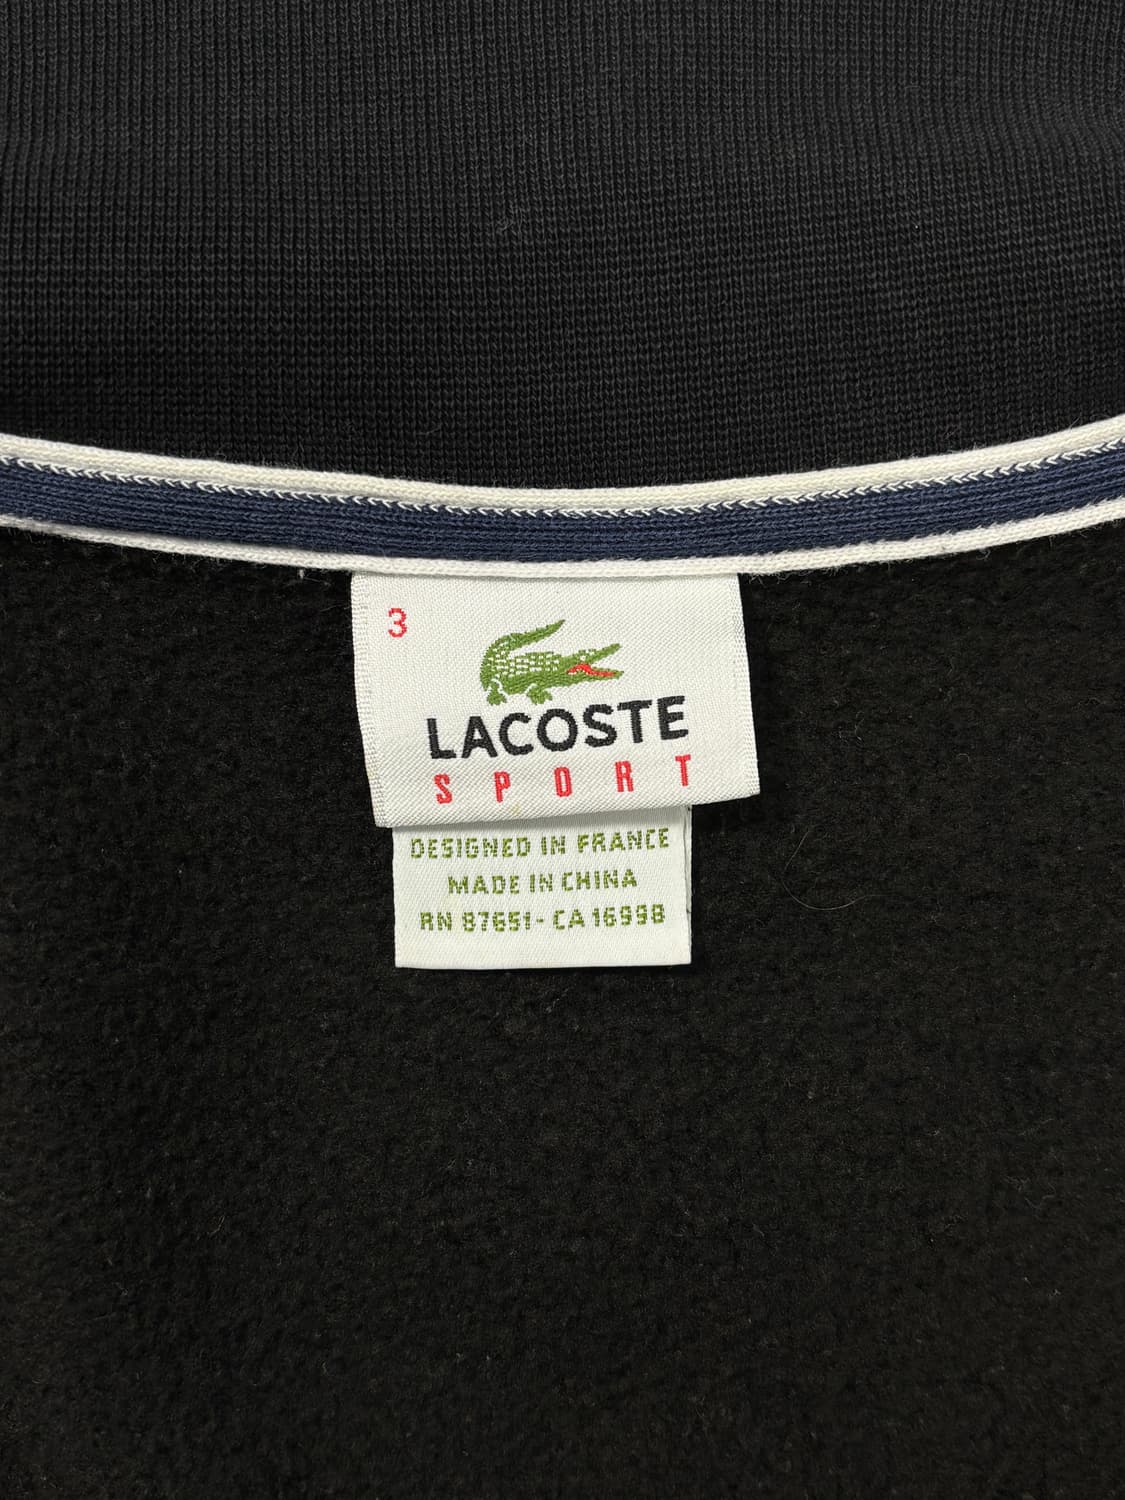 3
LACOSTE
SPORT
DESIGNED IN FRANCE
MADE IN CHINA
RN 87651 - CA 16998